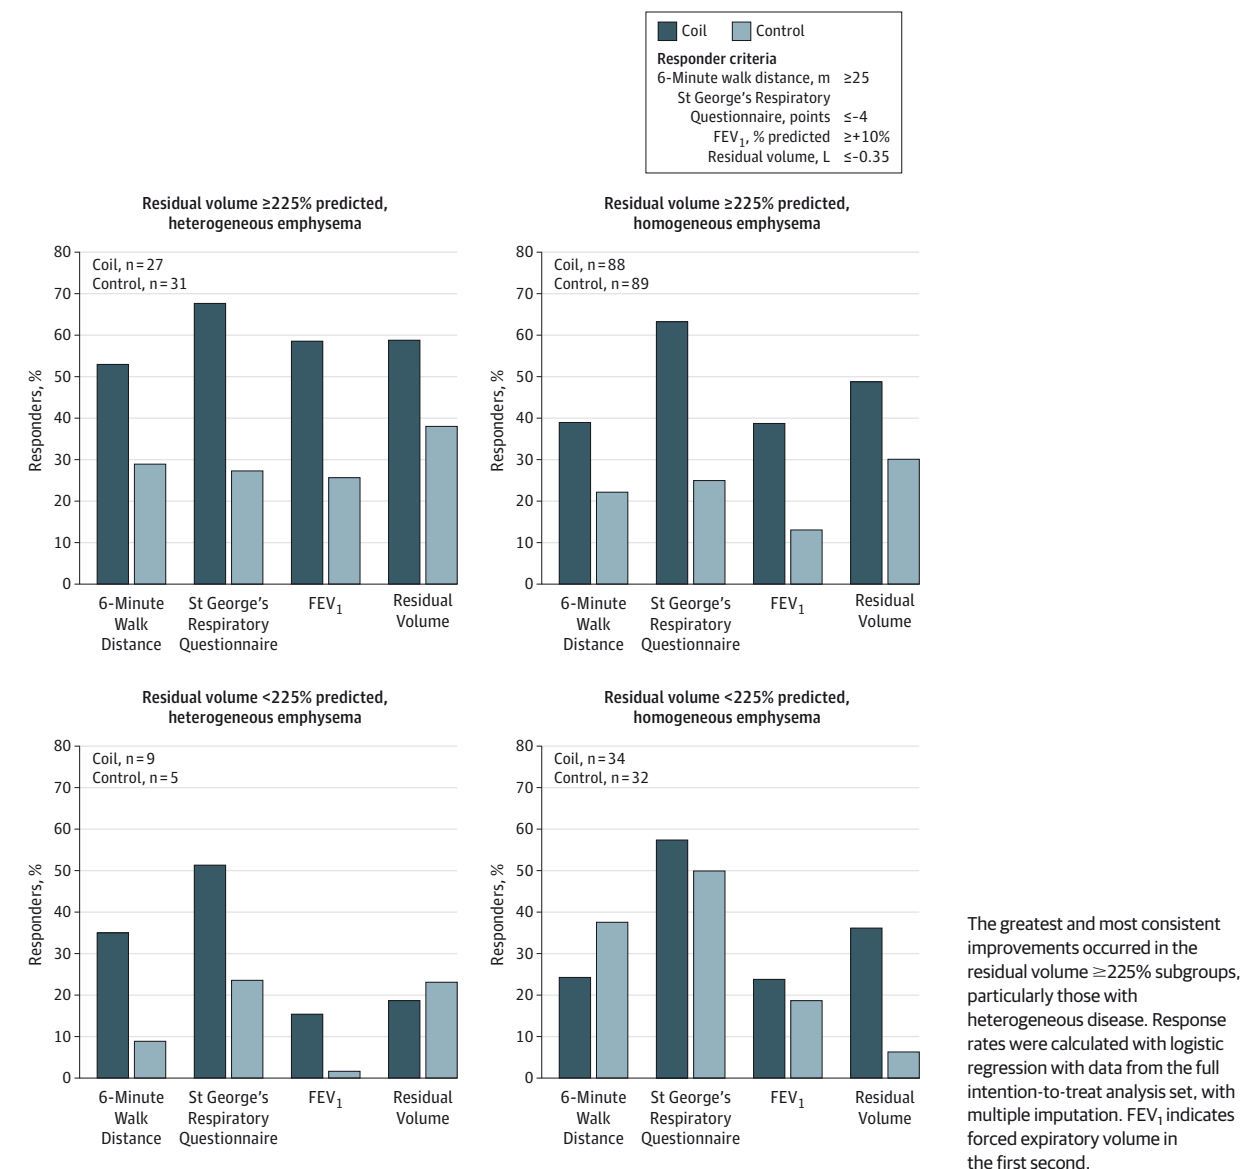 Coil Control
Responder criteria
6-Minute walk distance, m ≥25
St George's Respiratory
Questionnaire, points ≤-4
FEV1, % predicted ≥+10%
Residual volume, L ≤-0.35
Residual volume ≥225% predicted,
heterogeneous emphysema
80
70
60
50
40
30
20
10
0
Responders, %
Coil, n=27
Control, n=31
6-Minute
Walk
Distance
St George's
Respiratory
Questionnaire
FEV1
Residual
Volume
Residual volume ≥225% predicted,
homogeneous emphysema
80
70
60
50
40
30
20
10
0
Responders, %
Coil, n=88
Control, n=89
6-Minute
Walk
Distance
St George's
Respiratory
Questionnaire
FEV1
Residual
Volume
Residual volume <225% predicted,
heterogeneous emphysema
80
70
60
50
40
30
20
10
0
Responders, %
Coil, n=9
Control, n=5
6-Minute
Walk
Distance
St George's
Respiratory
Questionnaire
FEV1
Residual
Volume
Residual volume <225% predicted,
homogeneous emphysema
80
70
60
50
40
30
20
10
0
Responders, %
Coil, n=34
Control, n=32
6-Minute
Walk
Distance
St George's
Respiratory
Questionnaire
FEV1
Residual
Volume
The greatest and most consistent
improvements occurred in the
residual volume ≥225% subgroups,
particularly those with
heterogeneous disease. Response
rates were calculated with logistic
regression with data from the full
intention-to-treat analysis set, with
multiple imputation. FEV1 indicates
forced expiratory volume in
the first second.